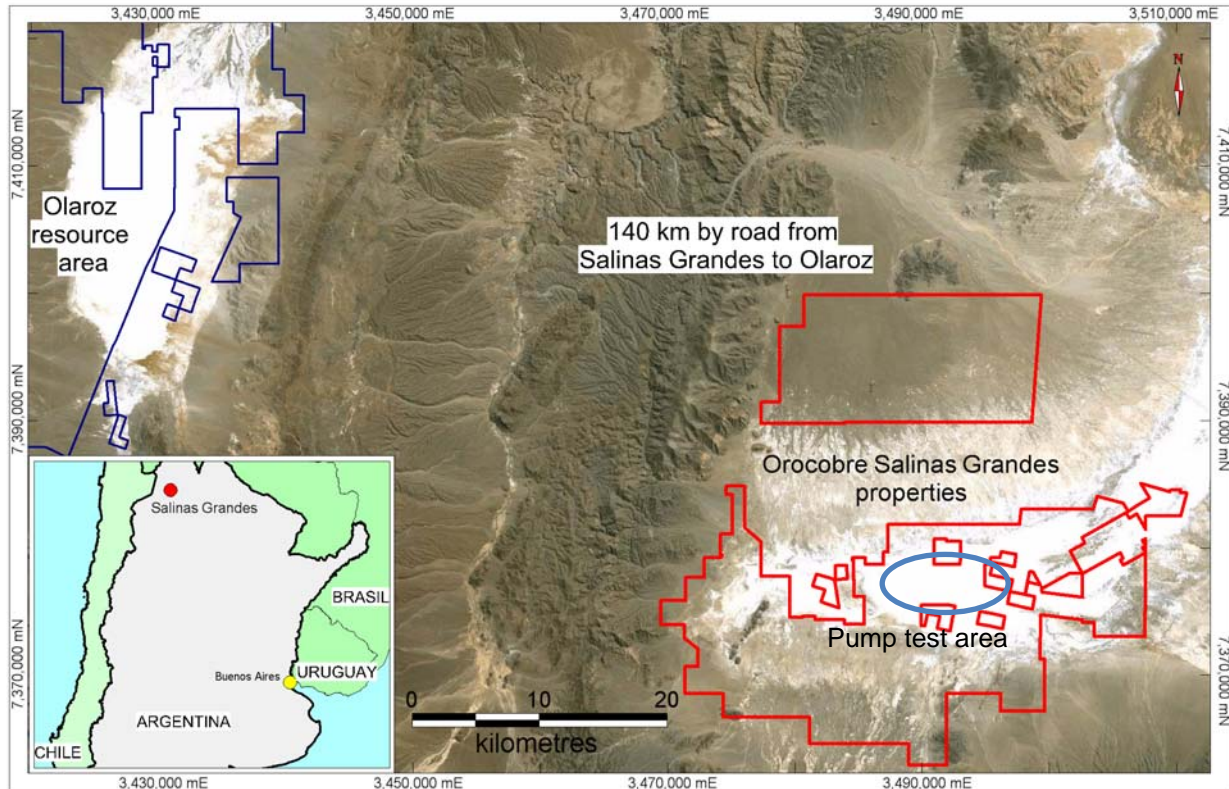 3,430,000 mE
3,450,000 mE
3,470,000 mE
3,490,000 mE
3,510,000 mE
N
7,410,000 mN
7,410,000 mN
Olaroz
resource
area
140 km by road from
Salinas Grandes to Olaroz
7,390,000 mN
7,390,000 mN
Orocobre Salinas Grandes
properties
Pump test area
Salinas Grandes
BRASIL
Buenos Aires
URUGUAY
ARGENTINA
CHILE
7,370,000 mN
7,370,000 mN
0
10
20
kilometres
3,430,000 mE
3,450,000 mE
3,470,000 mE
3,490,000 mE